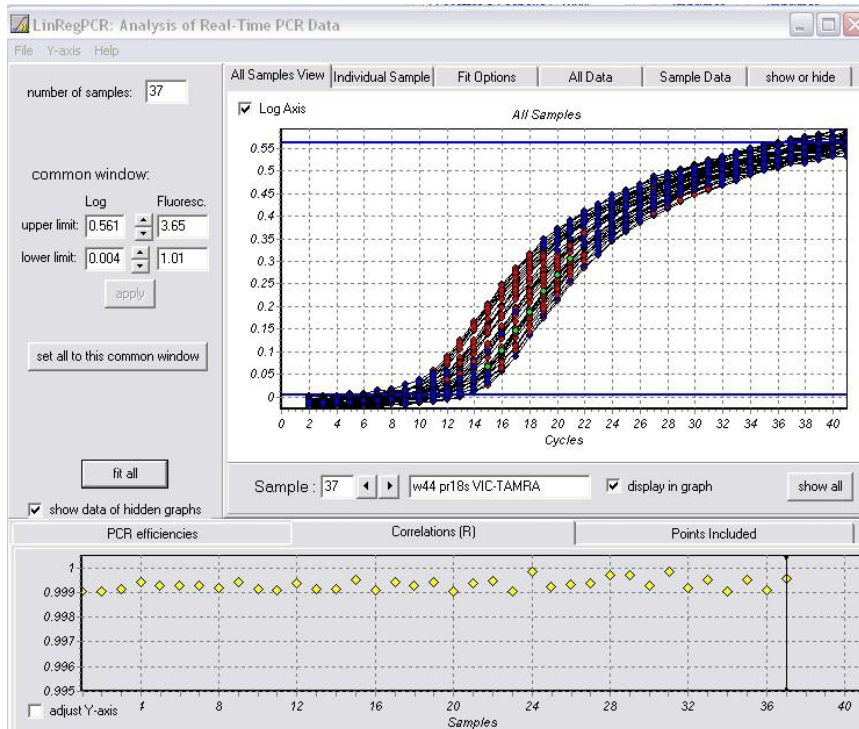 LinRegPCR: Analysis of Real-Time PCR Data
File Y-axis Help
number of samples: 37
common window:
Log Fluoresc.
upper limit: 0.561 3.65
lower limit: 0.004 1.01
apply
set all to this common window
fit all
show data of hidden graphs
All Samples View Individual Sample Fit Options All Data Sample Data show or hide
Log Axis
All Samples
0.55
0.5
0.45
0.4
0.35
0.3
0.25
0.2
0.15
0.1
0.05
0
0 2 4 6 8 10 12 14 16 18 20 22 24 26 28 30 32 34 36 38 40
Cycles
Sample : 37 w44 pr18s VIC-TAMRA display in graph show all
PCR efficiencies Correlations (R) Points Included
1
0.999
0.998
0.997
0.996
0.995
adjust Y-axis
8 12 16 20 24 28 32 36 40
Samples